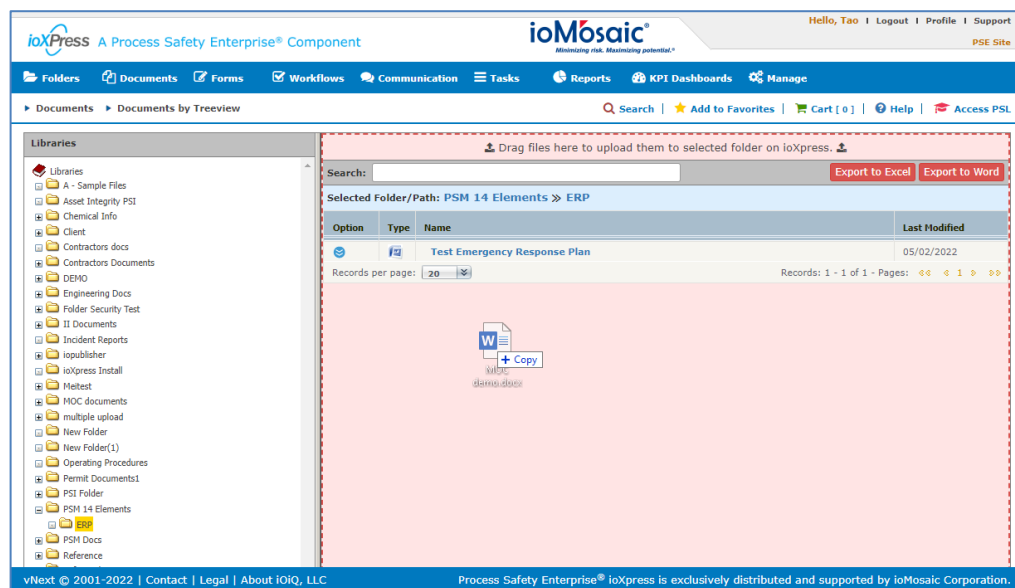 Hello, Tao | Logout | Profile | Support
ioXPress A Process Safety Enterprise® Component
ioMosaic®
Minimizing risk. Maximizing potential.®
PSE Site
Folders Documents Forms Workflows Communication Tasks Reports KPI Dashboards Manage
Documents Documents by Treeview
Search | Add to Favorites | Cart [ 0 ] | Help | Access PSL
Libraries
Libraries
A - Sample Files
Asset Integrity PSI
Chemical Info
Client
Contractors docs
Contractors Documents
DEMO
Engineering Docs
Folder Security Test
II Documents
Incident Reports
iopublisher
ioXpress Install
Meitest
MOC documents
multiple upload
New Folder
New Folder(1)
Operating Procedures
Permit Documents1
PSI Folder
PSM 14 Elements
ERP
PSM Docs
Reference
Drag files here to upload them to selected folder on ioXpress.
Search:
Export to Excel Export to Word
Selected Folder/Path: PSM 14 Elements » ERP
Option Type Name Last Modified
Test Emergency Response Plan 05/02/2022
Records per page: 20 Records: 1 - 1 of 1 - Pages: 1
W
+ Copy
MOC
demo.docx
vNext © 2001-2022 | Contact | Legal | About iOiQ, LLC
Process Safety Enterprise® ioXpress is exclusively distributed and supported by ioMosaic Corporation.